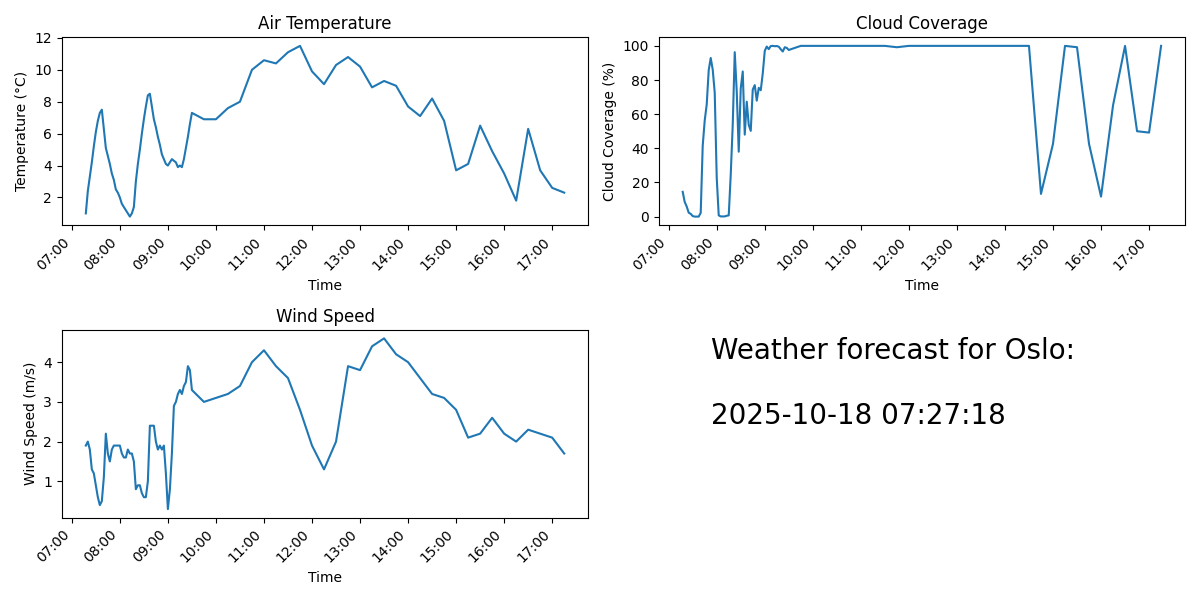 Air Temperature
Temperature (°C)
12
10
8
6
4
2
07:00 08:00 09:00 10:00 11:00 12:00 13:00 14:00 15:00 16:00 17:00
Time
Cloud Coverage
Cloud Coverage (%)
100
80
60
40
20
0
07:00 08:00 09:00 10:00 11:00 12:00 13:00 14:00 15:00 16:00 17:00
Time
Wind Speed
Wind Speed (m/s)
4
3
2
1
07:00 08:00 09:00 10:00 11:00 12:00 13:00 14:00 15:00 16:00 17:00
Time
Weather forecast for Oslo:
2025-10-18 07:27:18